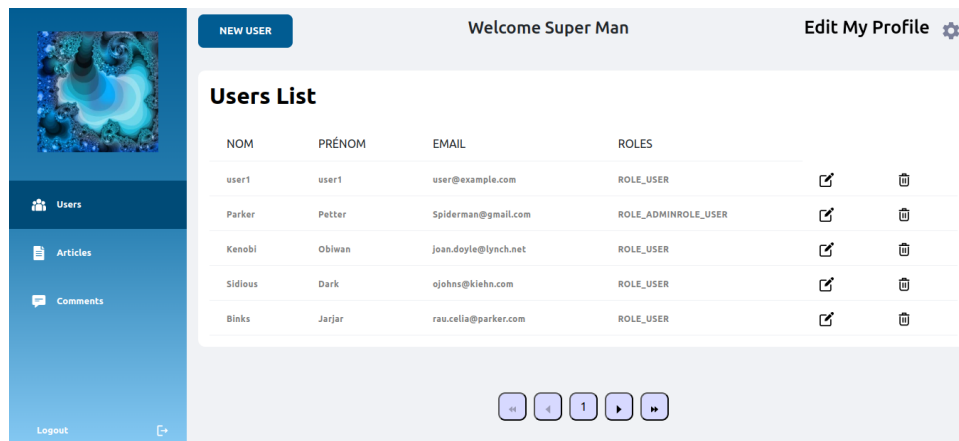 NEW USER
Welcome Super Man
Edit My Profile
Users List
NOM PRÉNOM EMAIL ROLES
user1 user1 user@example.com ROLE_USER
Parker Petter Spiderman@gmail.com ROLE_ADMINROLE_USER
Kenobi Obiwan joan.doyle@lynch.net ROLE_USER
Sidious Dark ojohns@kiehn.com ROLE_USER
Binks Jarjar rau.celia@parker.com ROLE_USER
Users
Articles
Comments
1
Logout